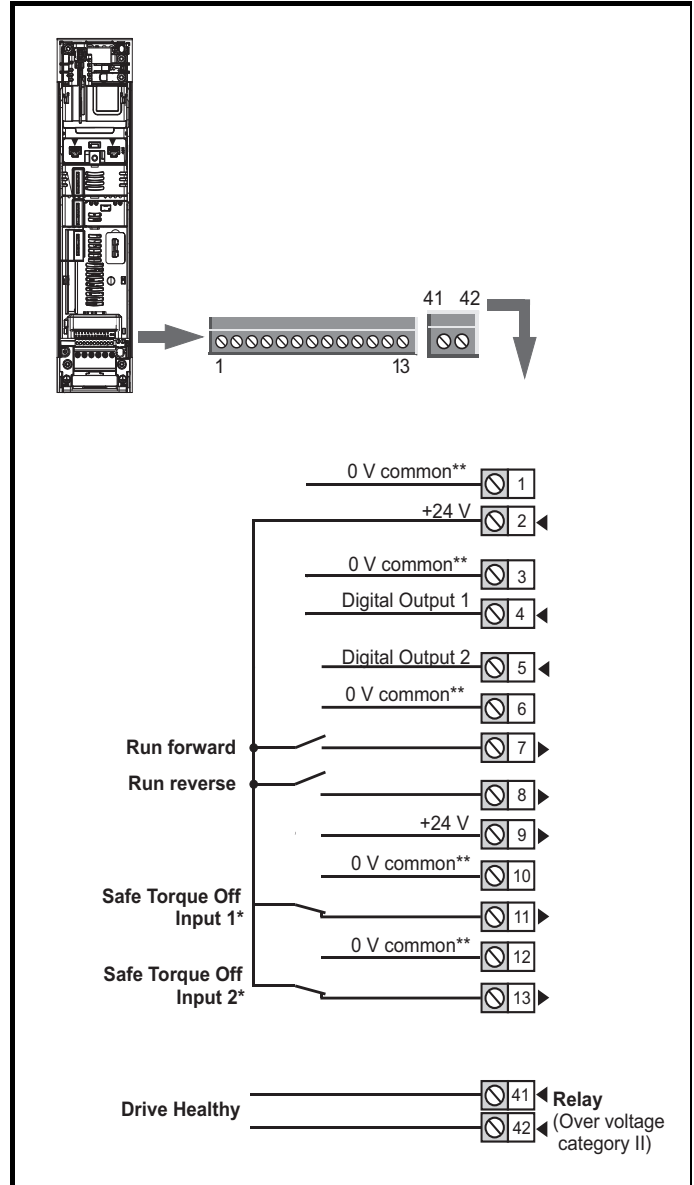 41 42
1 13
0 V common** 1
+24 V 2
0 V common** 3
Digital Output 1 4
Digital Output 2 5
0 V common** 6
Run forward 7
Run reverse 8
+24 V 9
0 V common** 10
Safe Torque Off
Input 1* 11
0 V common** 12
Safe Torque Off
Input 2* 13
Drive Healthy
41 Relay
42 (Over voltage
category II)